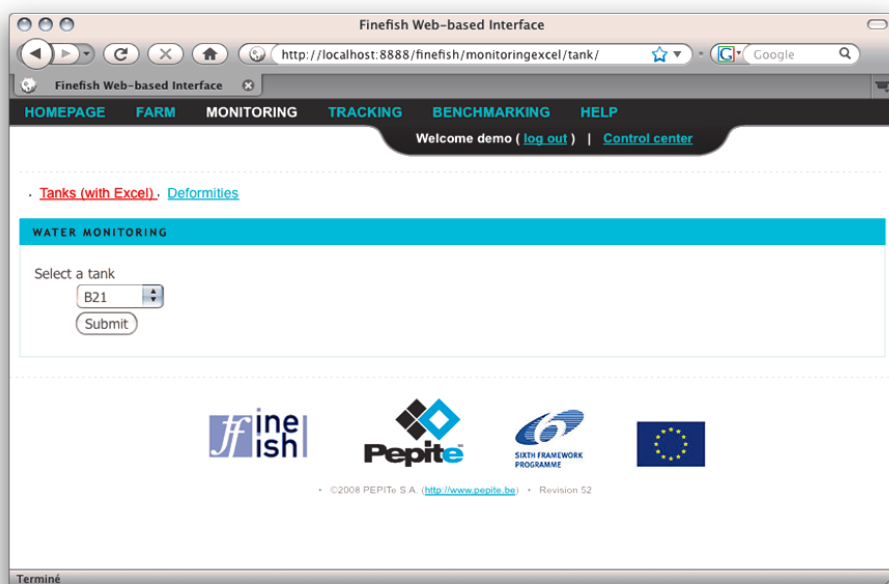 Finefish Web-based Interface
http://localhost:8888/finefish/monitoringexcel/tank/
Google
Finefish Web-based Interface
HOMEPAGE FARM MONITORING TRACKING BENCHMARKING HELP
Welcome demo ( log out ) | Control center
· Tanks (with Excel) · Deformities
WATER MONITORING
Select a tank
B21
Submit
ffine
fish
Pepite
6
SIXTH FRAMEWORK
PROGRAMME
• ©2008 PEPITe S.A. (http://www.pepite.be) • Revision 52
Terminé